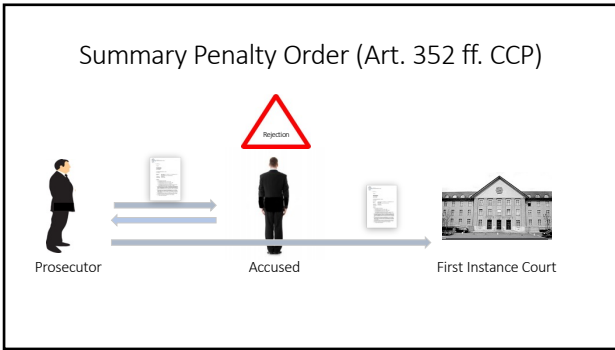 Summary Penalty Order (Art. 352 ff. CCP)
Rejection
Prosecutor
Accused
First Instance Court